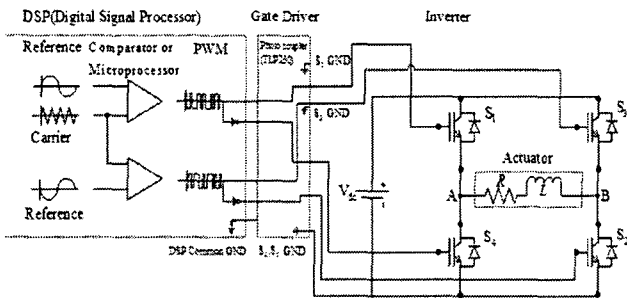 DSP(Digital Signal Processor)
Gate Driver
Inverter
Reference
Comparator or
Microprocessor
PWM
Photo coupler
(TLP250)
S1 GND
S3 GND
Carrier
Reference
DSP Common GND
S4,S2 GND
Vdc
S1
S3
Actuator
R
L
A
B
S4
S2